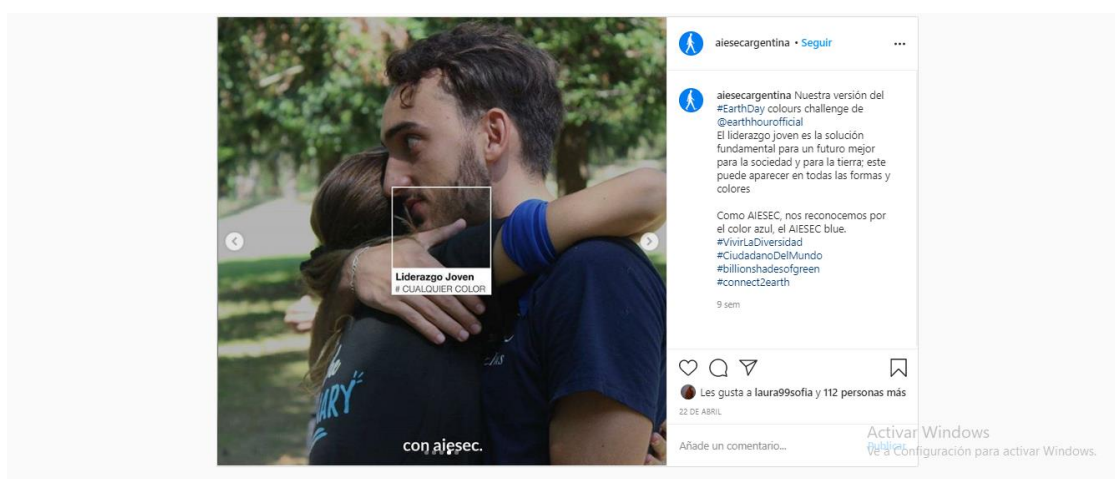 aiesecargentina • Seguir
aiesecargentina Nuestra versión del
#EarthDay colours challenge de
@earthhourofficial
El liderazgo joven es la solución
fundamental para un futuro mejor
para la sociedad y para la tierra; este
puede aparecer en todas las formas y
colores
Como AIESEC, nos reconocemos por
el color azul, el AIESEC blue.
#VivirLaDiversidad
#CiudadanoDelMundo
#billionshadesofgreen
#connect2earth
9 sem
Liderazgo Joven
# CUALQUIER COLOR
con aiesec.
Les gusta a laura99sofia y 112 personas más
22 DE ABRIL
Añade un comentario...
Publicar
Activar Windows
Ve a Configuración para activar Windows.